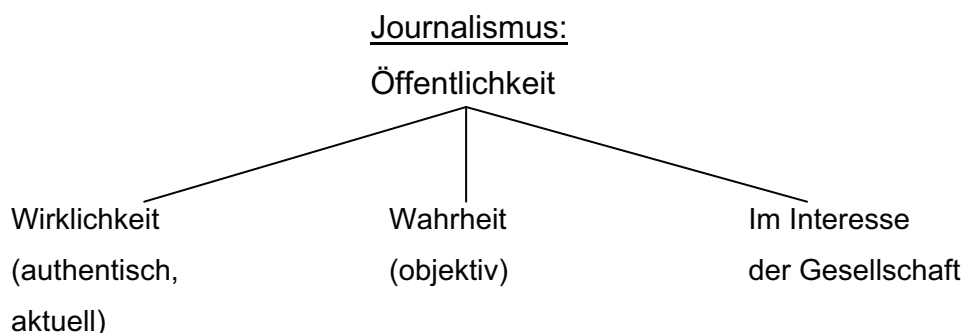 Journalismus:
Öffentlichkeit
Wirklichkeit
(authentisch,
aktuell)
Wahrheit
(objektiv)
Im Interesse
der Gesellschaft